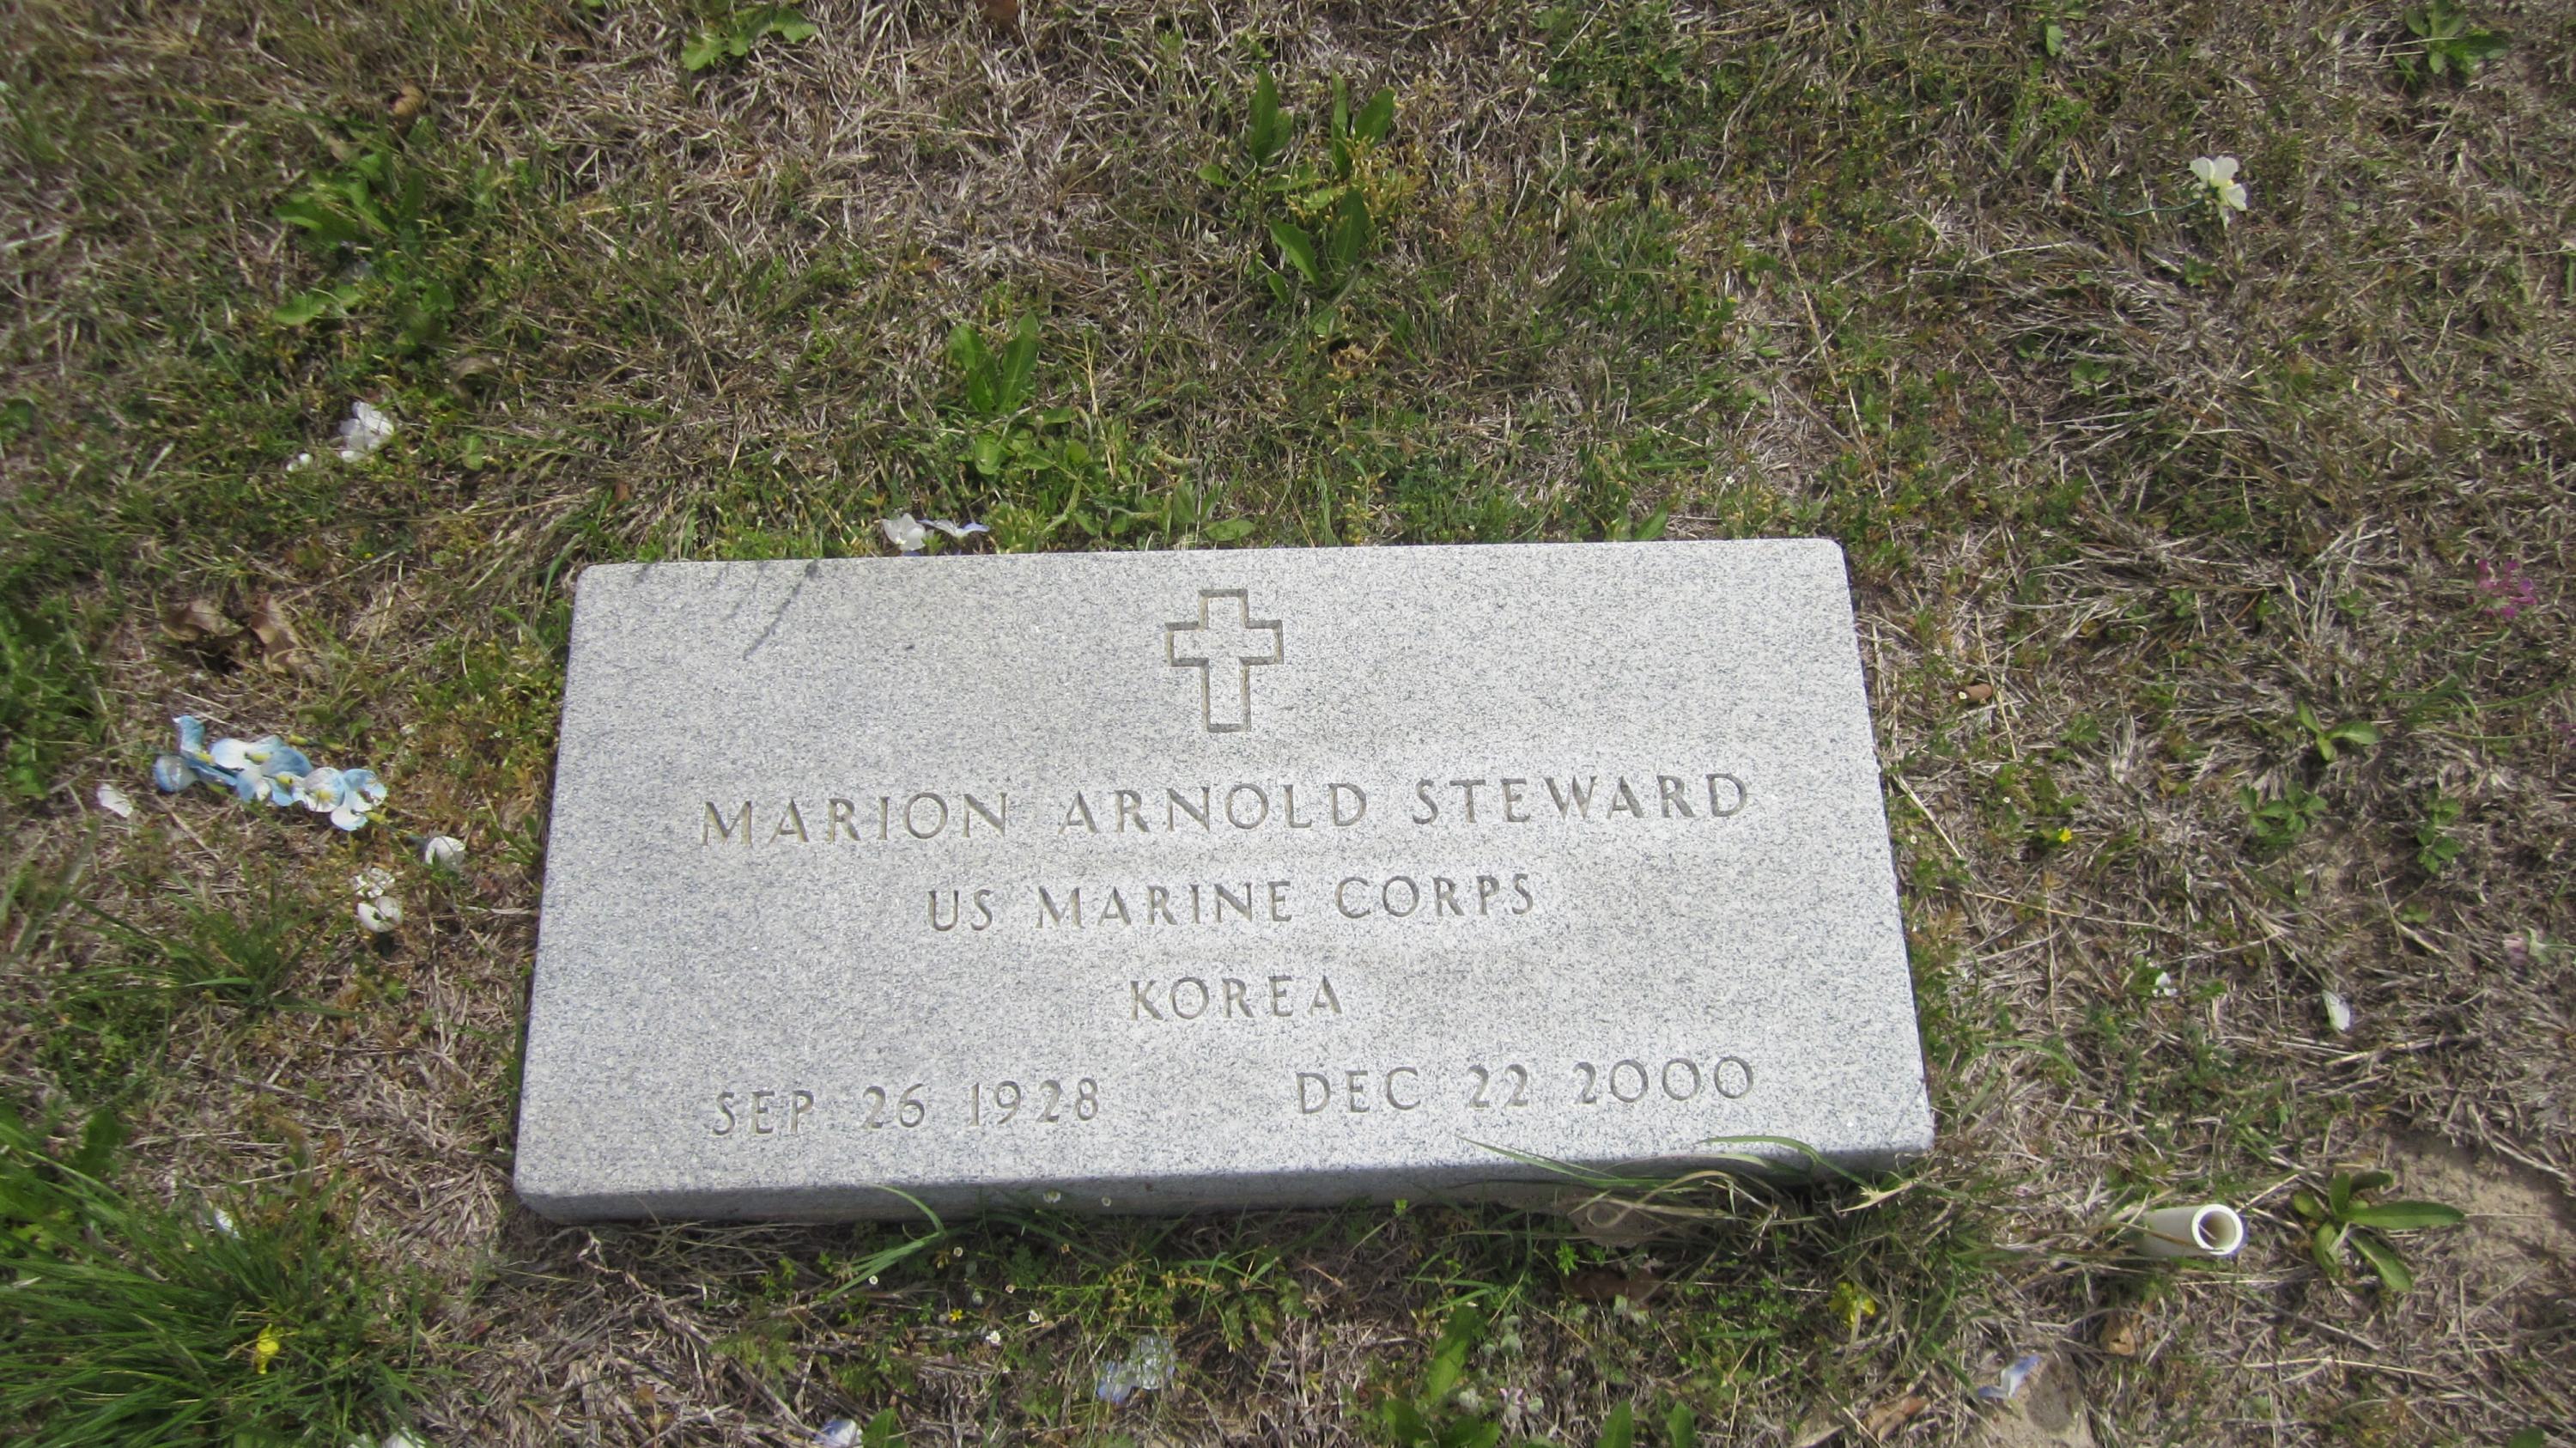 MARION ARNOLD STEWARD
US MARINE CORPS
KOREA
SEP 26 1928 DEC 22 2000